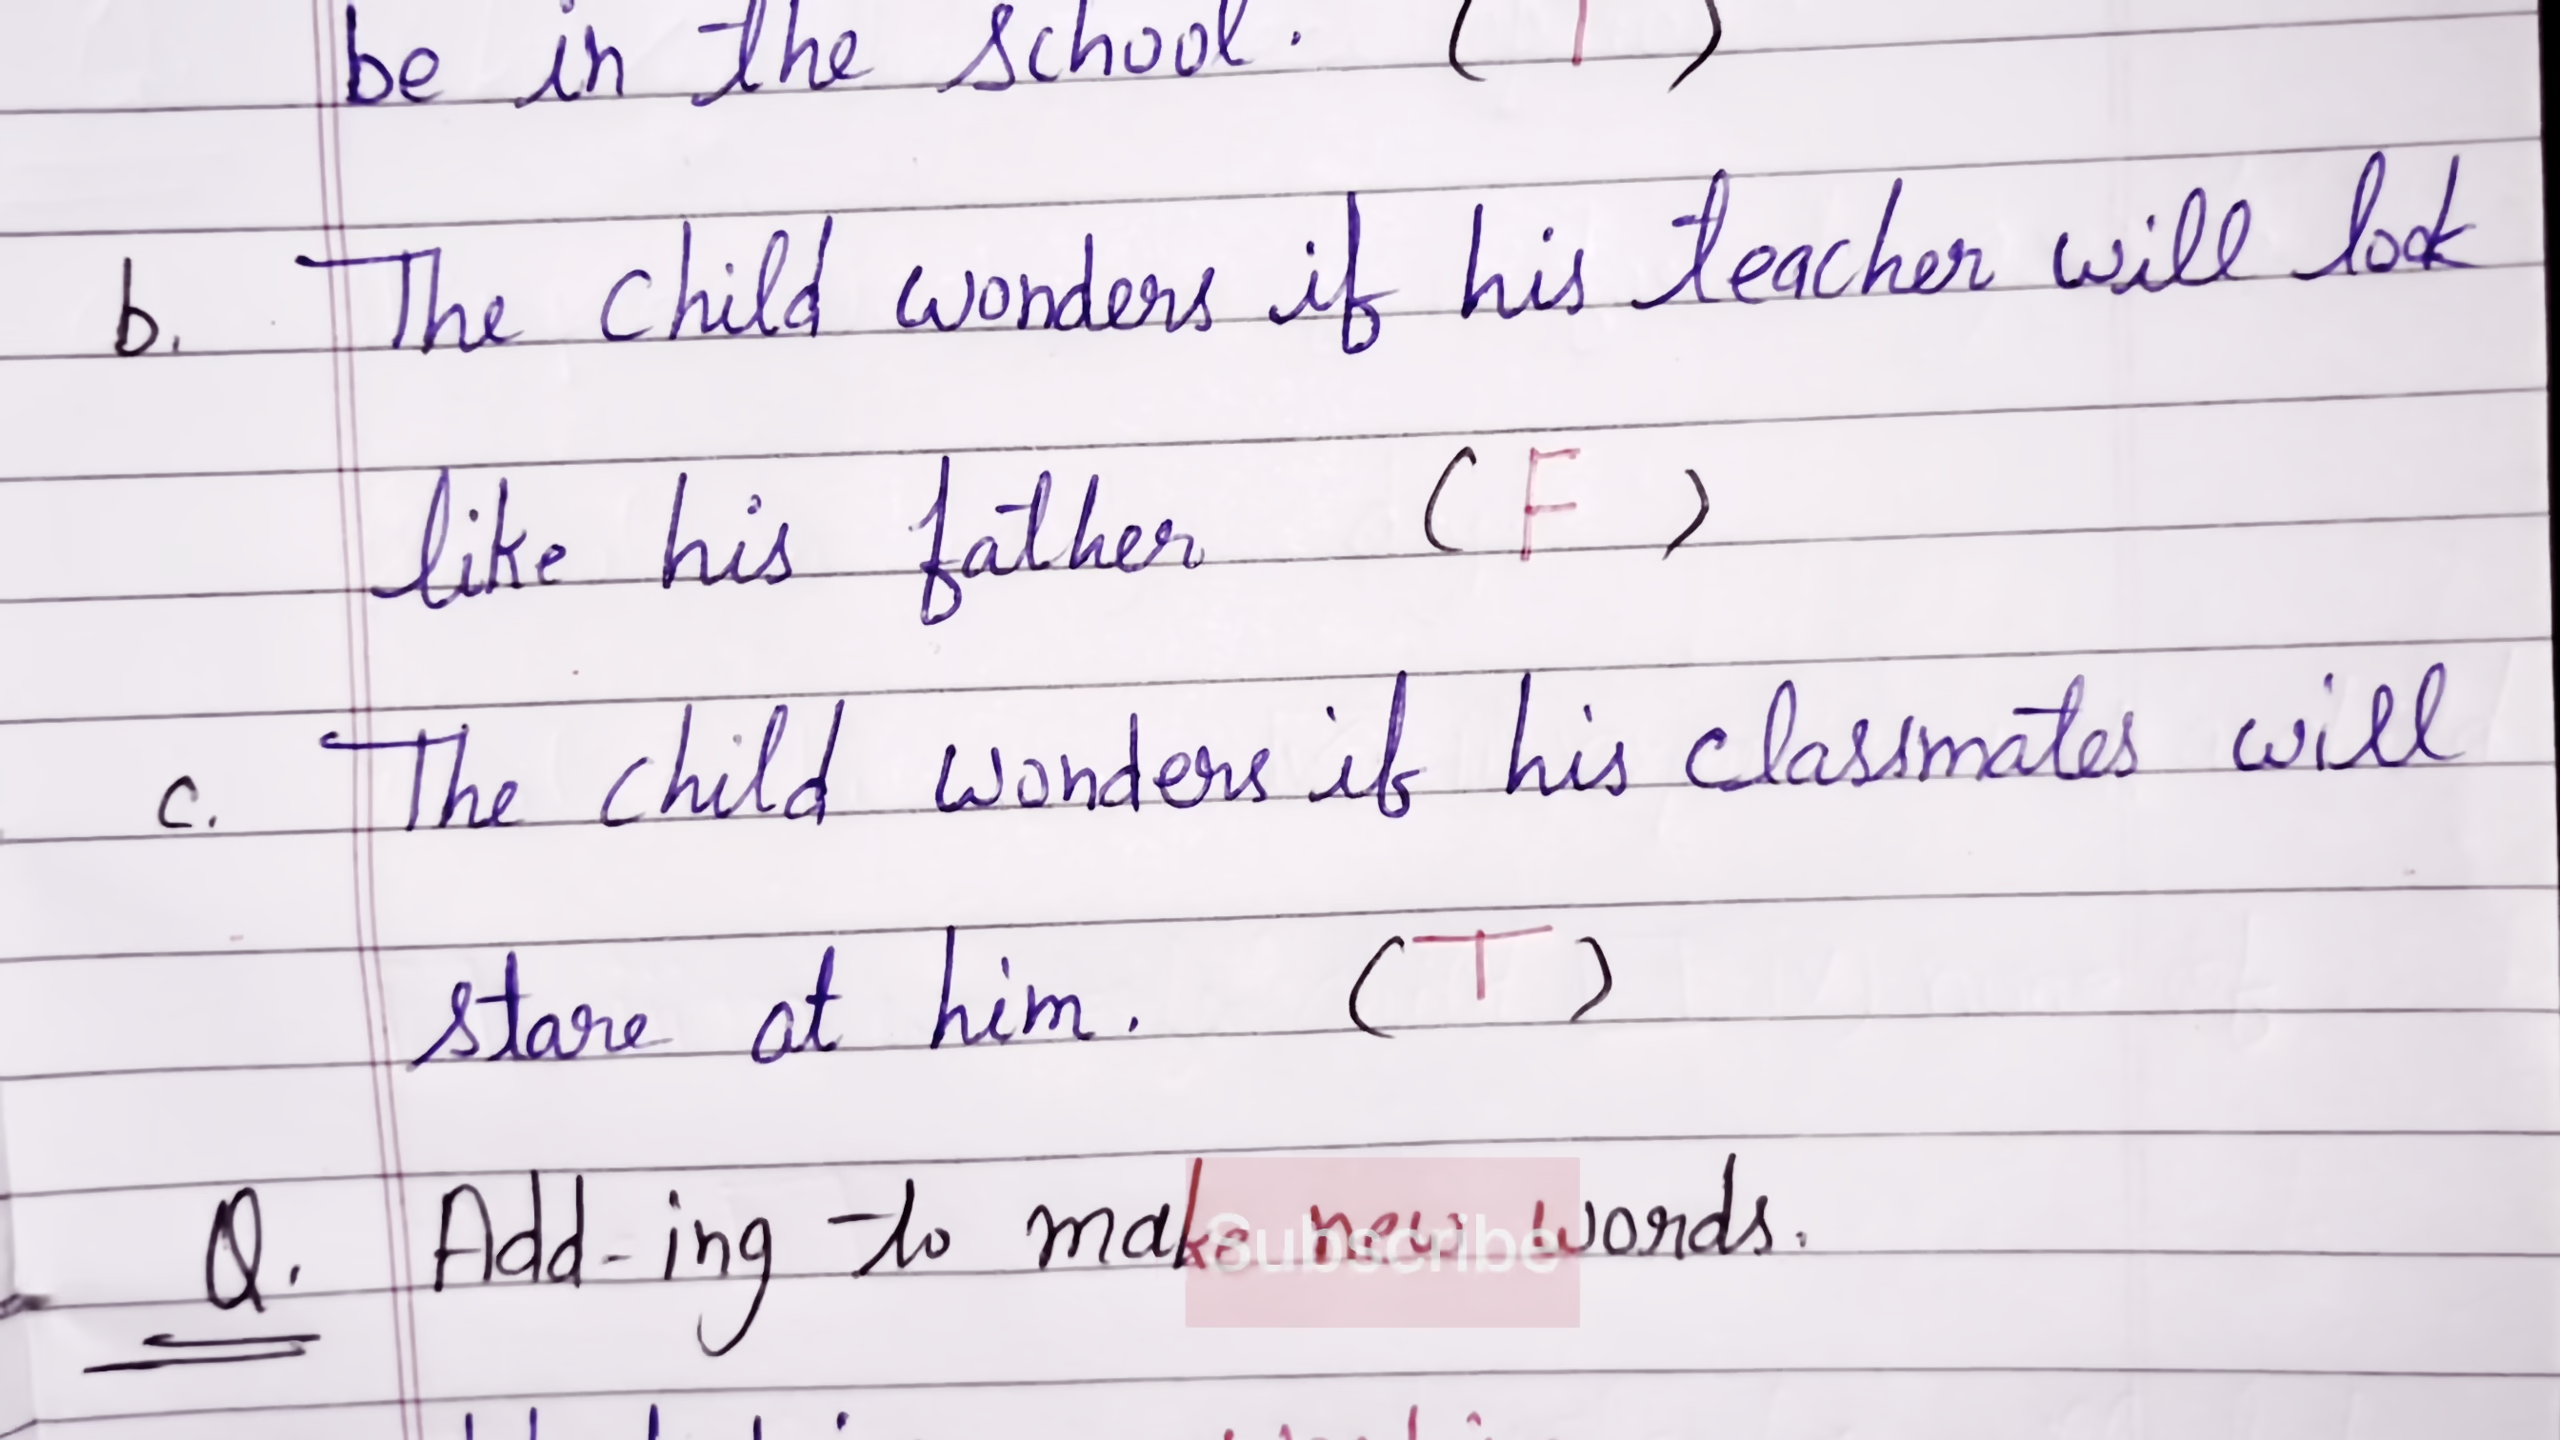 be in the school. (T)
b. The child wonders if his teacher will look
like his father (F)
c. The child wonders if his classmates will
stare at him. (T)
Q. Add-ing to make new words.
Subscribe